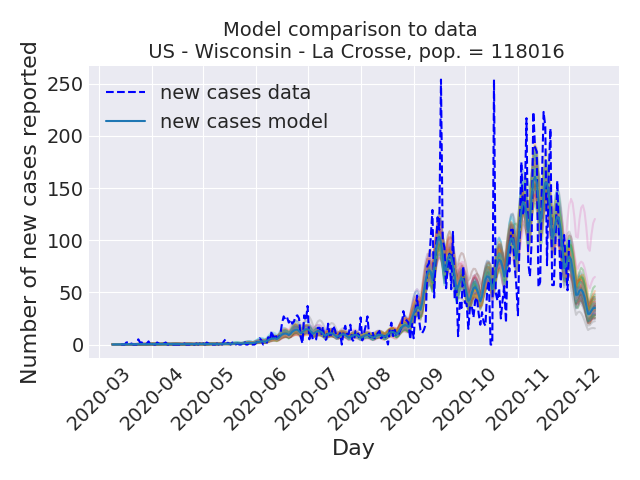 Model comparison to data
US - Wisconsin - La Crosse, pop. = 118016
Number of new cases reported
250
200
150
100
50
0
new cases data
new cases model
2020-03
2020-04
2020-05
2020-06
2020-07
2020-08
2020-09
2020-10
2020-11
2020-12
Day